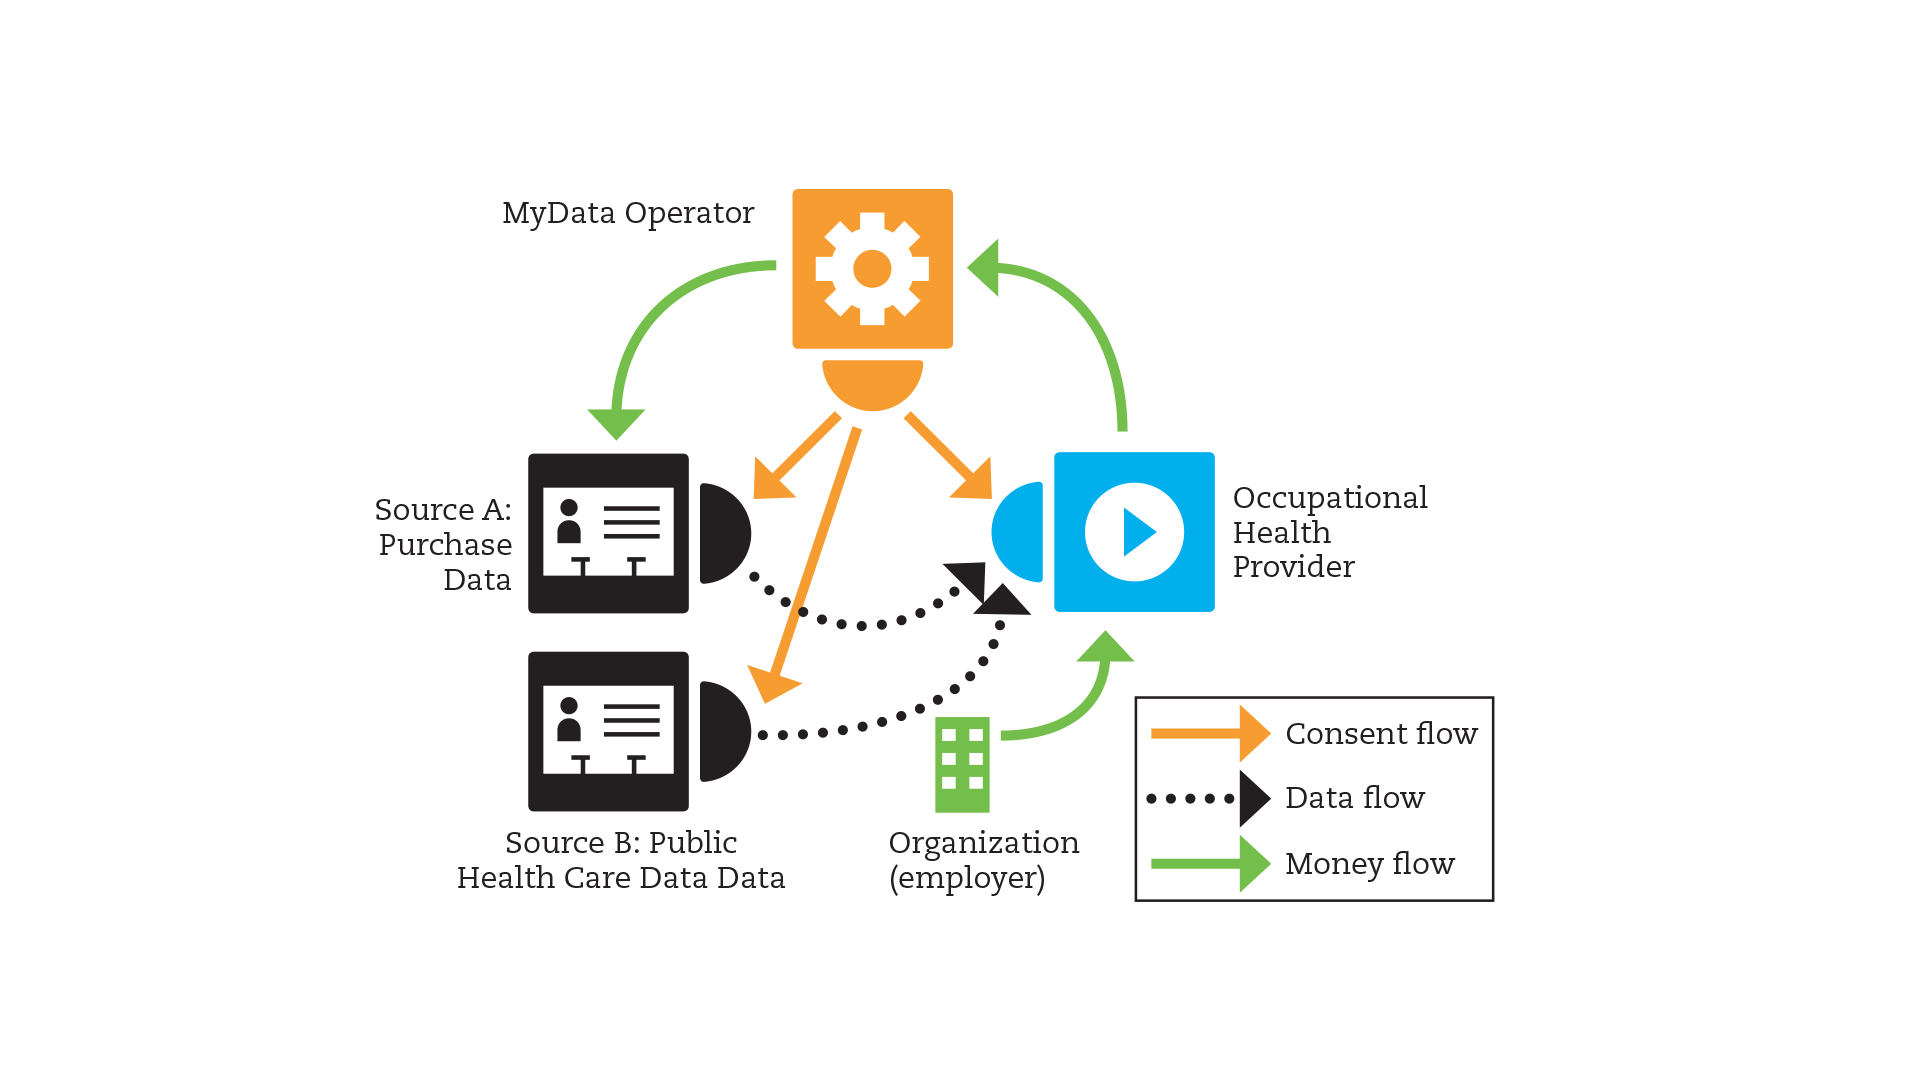 MyData Operator
Source A:
Purchase
Data
Occupational
Health
Provider
Source B: Public
Health Care Data Data
Organization
(employer)
Consent flow
Data flow
Money flow